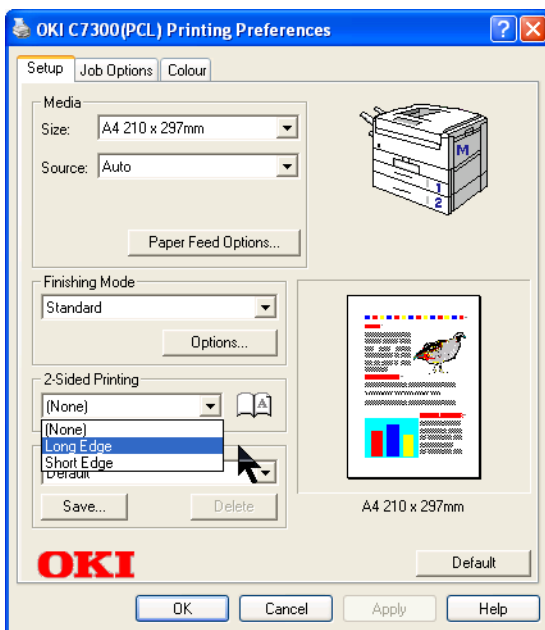 OKI C7300(PCL) Printing Preferences
Setup Job Options Colour
Media
Size: A4 210 x 297mm
Source: Auto
M
1
2
Paper Feed Options...
Finishing Mode
Standard
Options...
2-Sided Printing
(None)
A
(None)
Long Edge
Short Edge
Default
Save... Delete
A4 210 x 297mm
OKI
Default
OK Cancel Apply Help